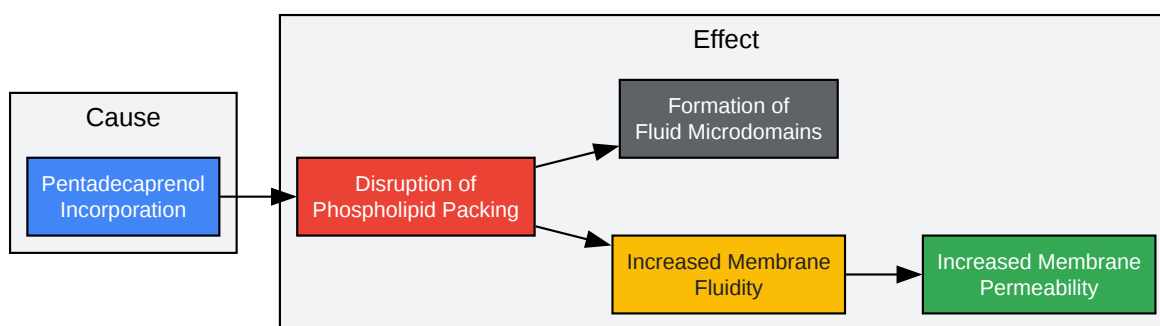 Effect
Cause
Formation of
Fluid Microdomains
Pentadecaprenol
Incorporation
Disruption of
Phospholipid Packing
Increased Membrane
Fluidity
Increased Membrane
Permeability